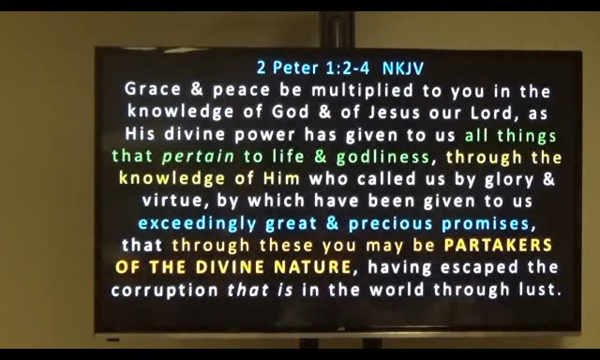 2 Peter 1:2-4 NKJV
Grace & peace be multiplied to you in the
knowledge of God & of Jesus our Lord, as
His divine power has given to us all things
that pertain to life & godliness, through the
knowledge of Him who called us by glory &
virtue, by which have been given to us
exceedingly great & precious promises,
that through these you may be PARTAKERS
OF THE DIVINE NATURE, having escaped the
corruption that is in the world through lust.